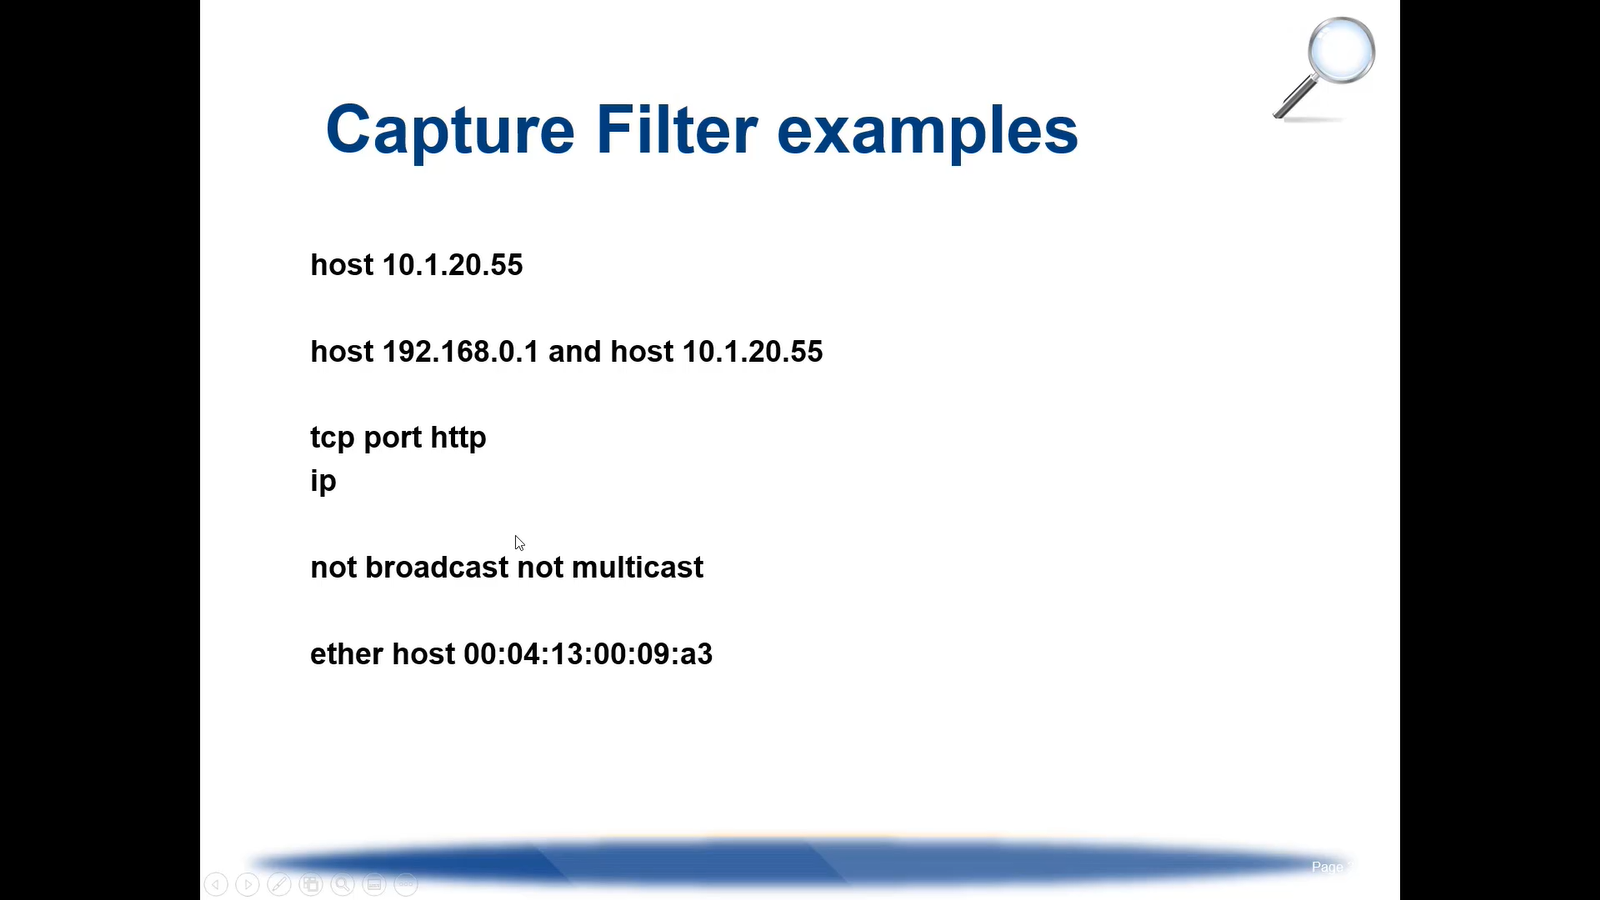 Capture Filter examples
host 10.1.20.55
host 192.168.0.1 and host 10.1.20.55
tcp port http
ip
not broadcast not multicast
ether host 00:04:13:00:09:a3
Page